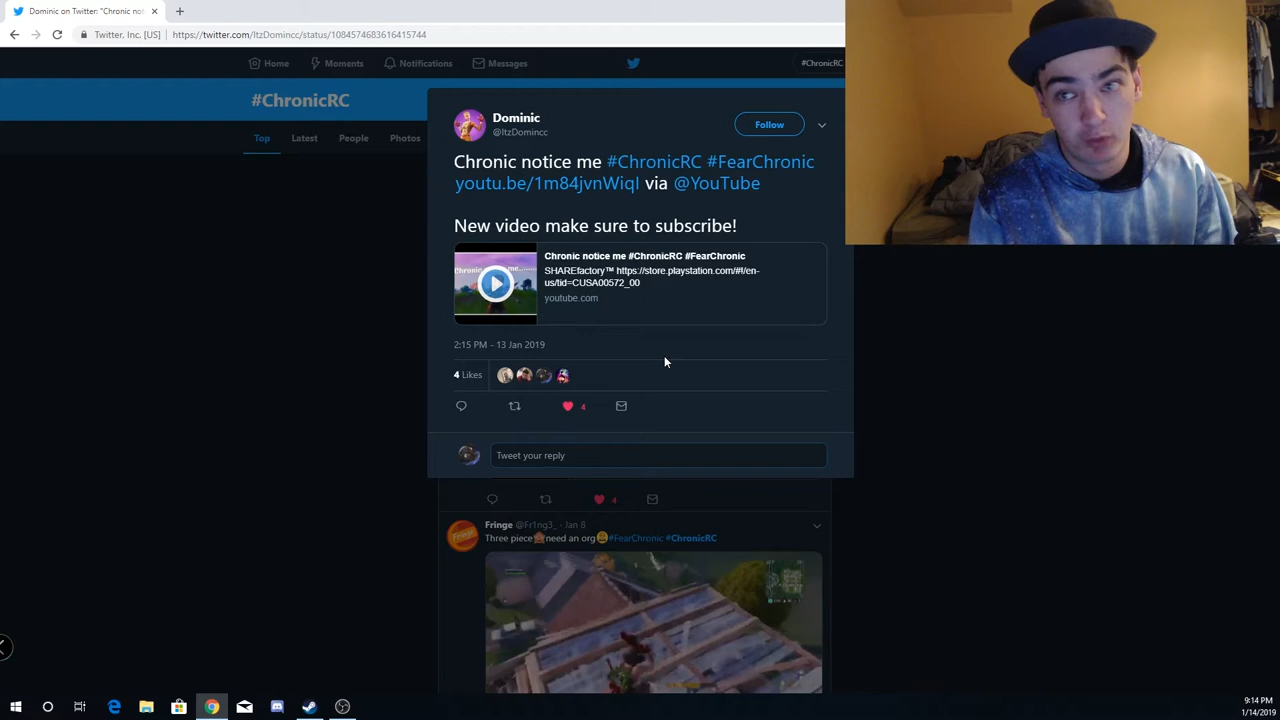 Dominic on Twitter: "Chronic not
Twitter, Inc. [US]
https://twitter.com/ItzDomincc/status/1084574683616415744
Home
Moments
Notifications
Messages
#ChronicRC
#ChronicRC
Top
Latest
People
Photos
Dominic
@ItzDomincc
Follow
Chronic notice me #ChronicRC #FearChronic
youtu.be/1m84jvnWiqI via @YouTube
New video make sure to subscribe!
Chronic notice me #ChronicRC #FearChronic
SHAREfactory™ https://store.playstation.com/#!/en-
us/tid=CUSA00572_00
youtube.com
2:15 PM - 13 Jan 2019
4 Likes
4
Tweet your reply
4
Fringe @Fr1ng3_ · Jan 8
Three piece need an org #FearChronic #ChronicRC
9:14 PM
1/14/2019